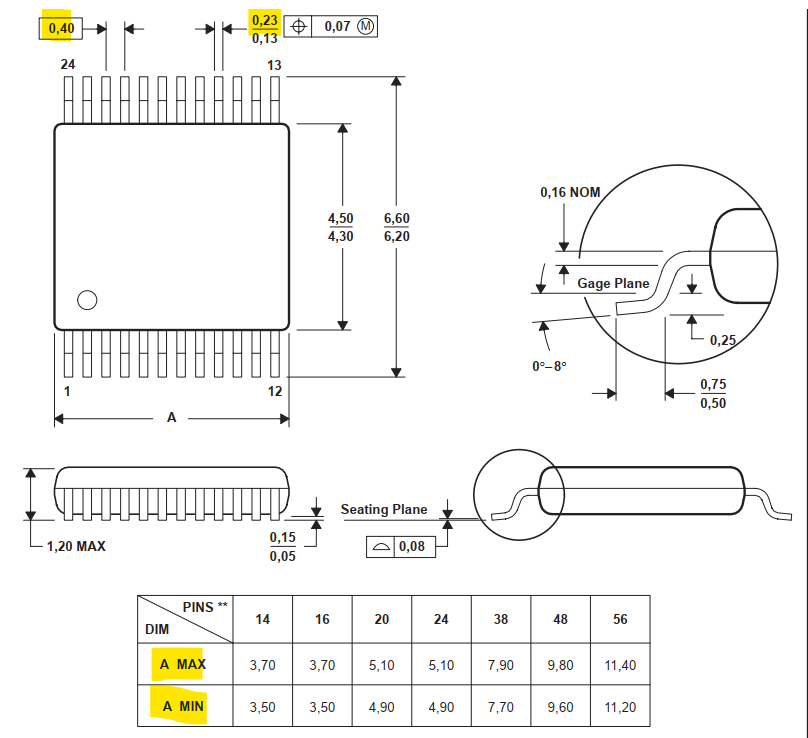 0,40
0,23
0,13
0,07 Ⓜ
24
13
4,50
4,30
6,60
6,20
0,16 NOM
Gage Plane
0,25
0°–8°
0,75
0,50
1
12
A
Seating Plane
1,20 MAX
0,15
0,05
0,08
PINS **
DIM
14 16 20 24 38 48 56
A MAX 3,70 3,70 5,10 5,10 7,90 9,80 11,40
A MIN 3,50 3,50 4,90 4,90 7,70 9,60 11,20